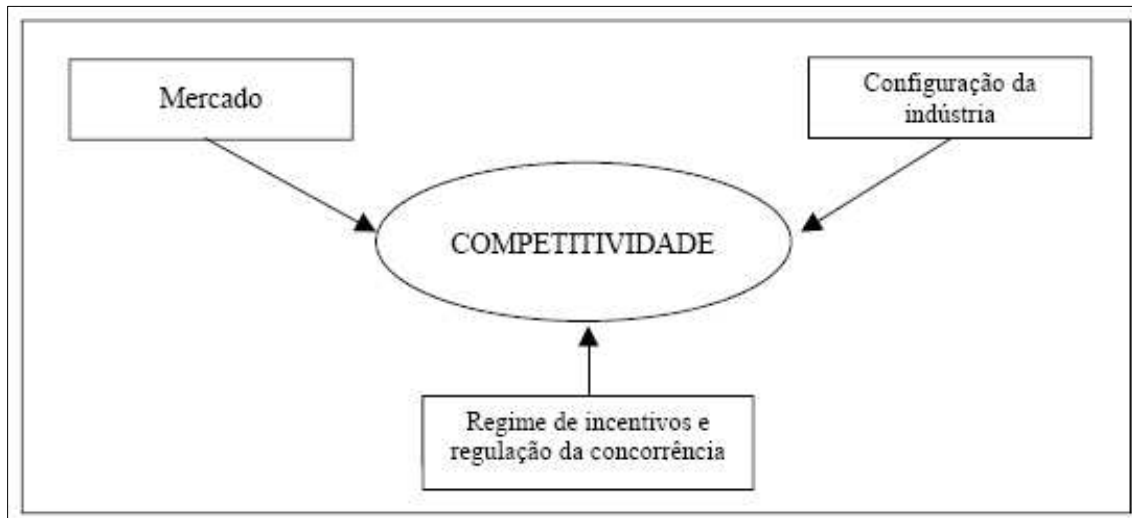 Mercado
Configuração da
indústria
COMPETITIVIDADE
Regime de incentivos e
regulação da concorrência